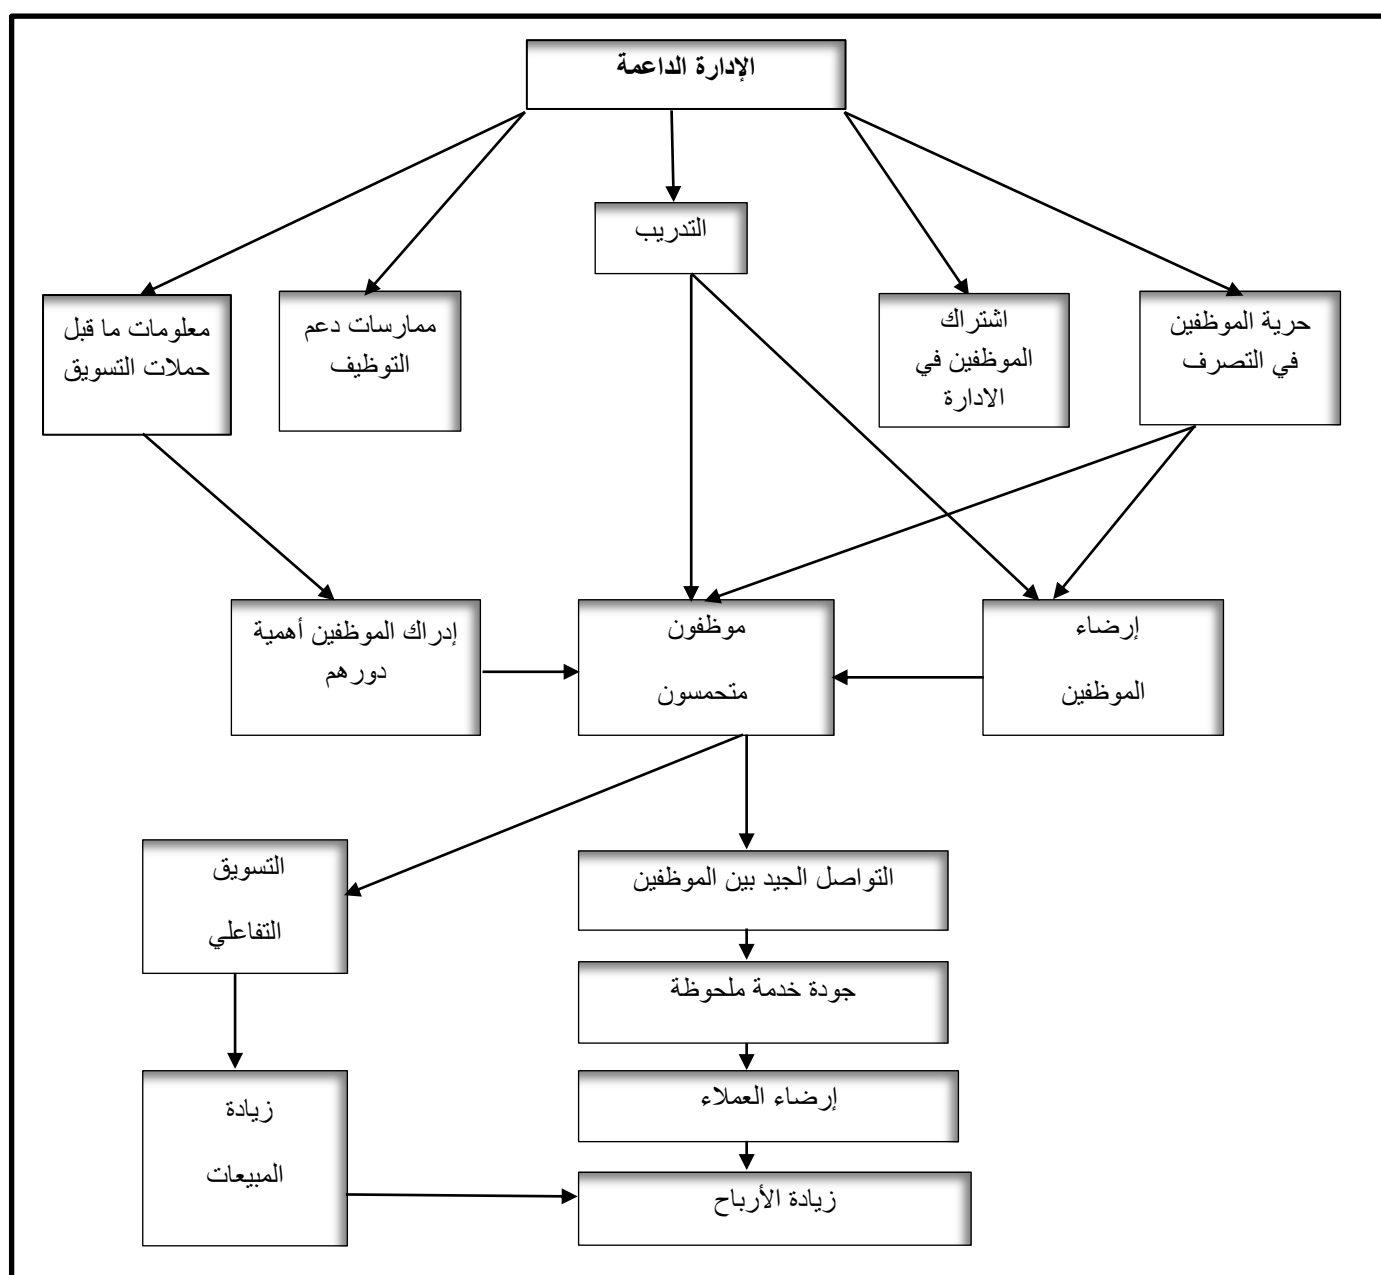 الإدارة الداعمة
التدريب
حرية الموظفين
في التصرف
اشتراك
الموظفين في
الادارة
ممارسات دعم
التوظيف
معلومات ما قبل
حملات التسويق
إرضاء
الموظفين
موظفون
متحمسون
إدراك الموظفين أهمية
دورهم
التواصل الجيد بين الموظفين
التسويق
التفاعلي
جودة خدمة ملحوظة
إرضاء العملاء
زيادة
المبيعات
زيادة الأرباح